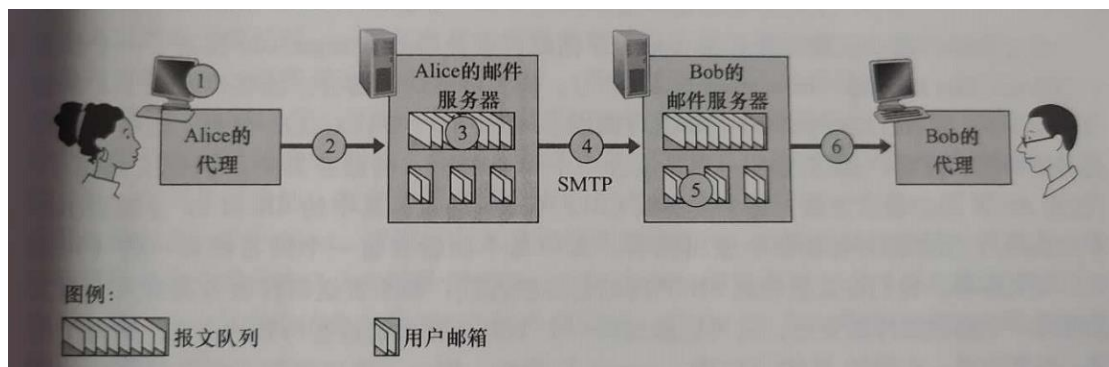 ①
Alice的
代理
②
Alice的邮件
服务器
③
④
SMTP
Bob的
邮件服务器
⑤
⑥
Bob的
代理
图例：
报文队列
用户邮箱